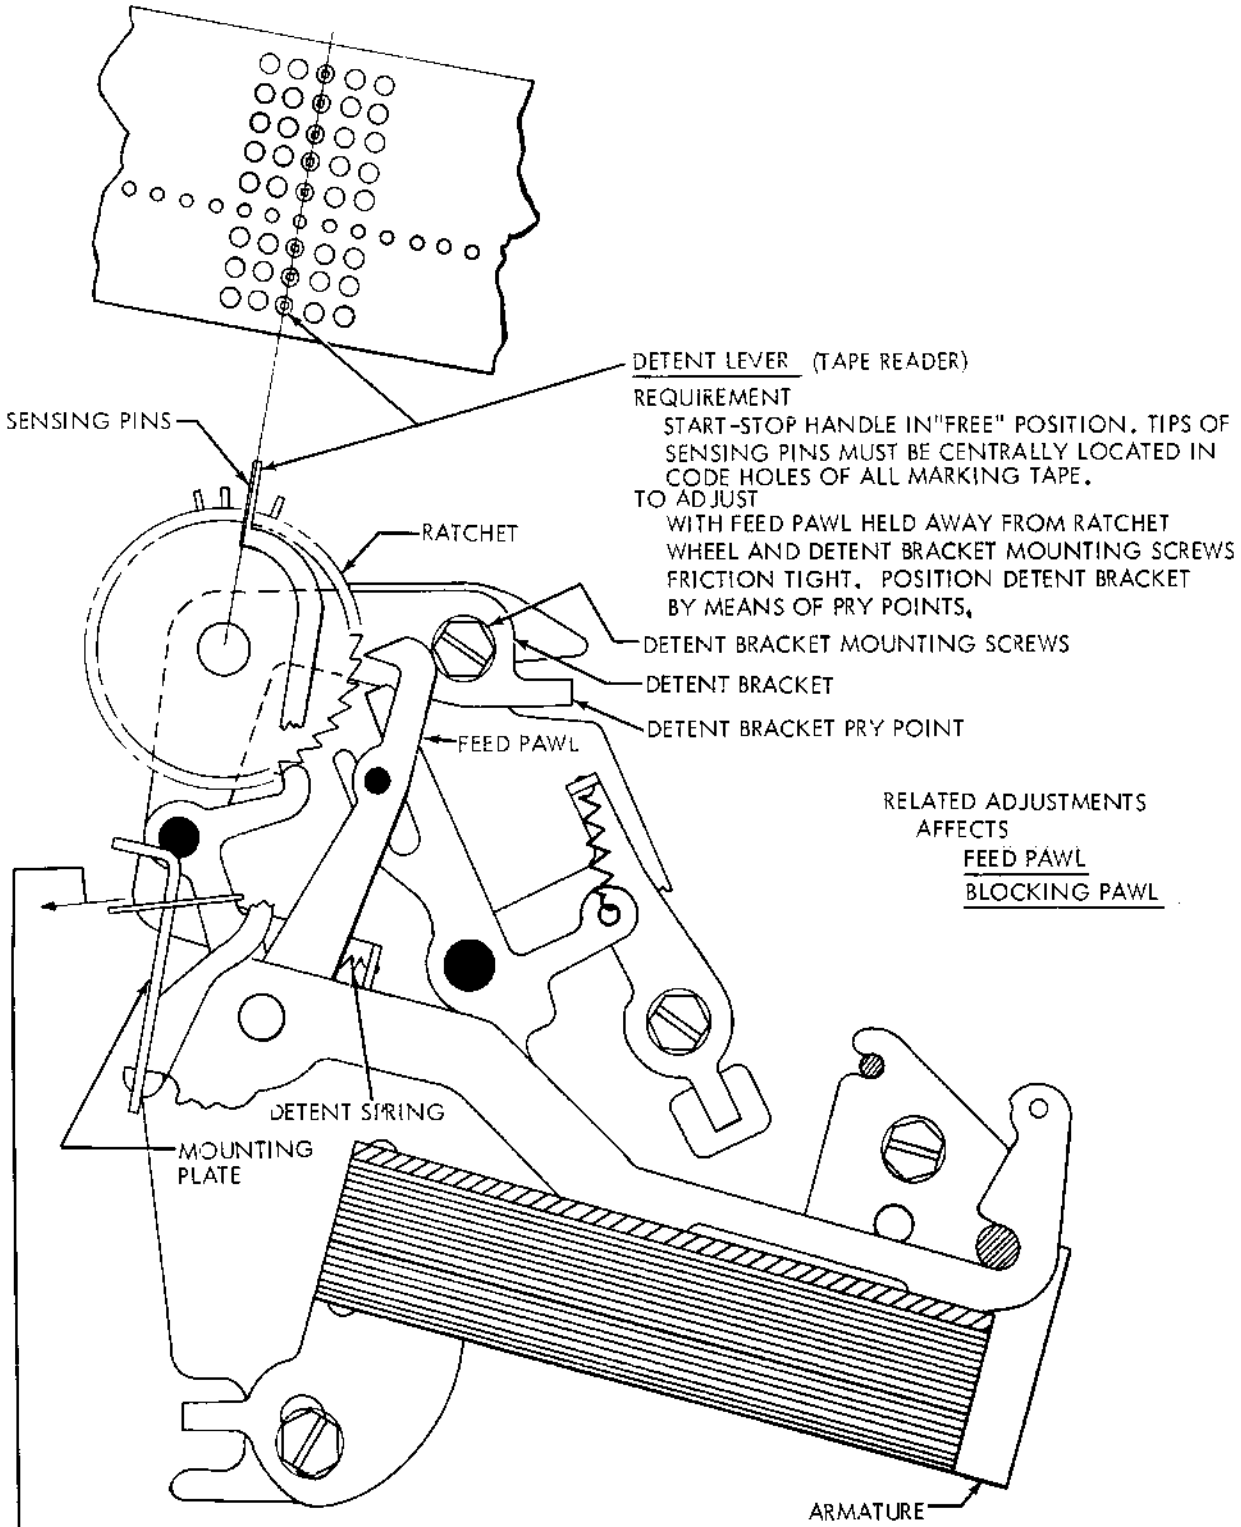 DETENT LEVER (TAPE READER)
REQUIREMENT
START-STOP HANDLE IN"FREE" POSITION. TIPS OF
SENSING PINS MUST BE CENTRALLY LOCATED IN
CODE HOLES OF ALL MARKING TAPE.
TO ADJUST
WITH FEED PAWL HELD AWAY FROM RATCHET
WHEEL AND DETENT BRACKET MOUNTING SCREWS
FRICTION TIGHT. POSITION DETENT BRACKET
BY MEANS OF PRY POINTS.
SENSING PINS
RATCHET
DETENT BRACKET MOUNTING SCREWS
DETENT BRACKET
DETENT BRACKET PRY POINT
FEED PAWL
RELATED ADJUSTMENTS
AFFECTS
FEED PAWL
BLOCKING PAWL
DETENT SPRING
MOUNTING
PLATE
ARMATURE